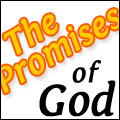 The
Promises
of
God